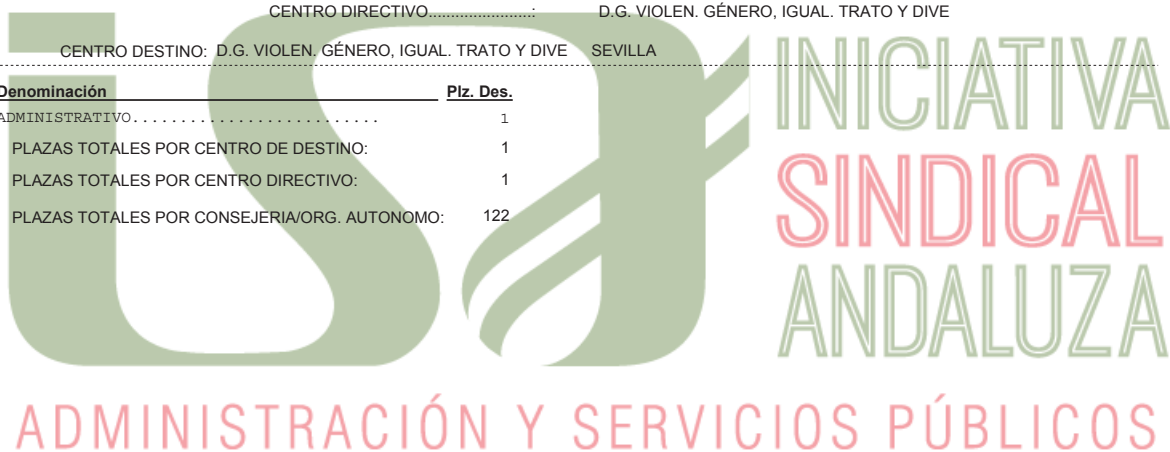 CENTRO DIRECTIVO.......................: D.G. VIOLEN. GÉNERO, IGUAL. TRATO Y DIVE
CENTRO DESTINO: D.G. VIOLEN. GÉNERO, IGUAL. TRATO Y DIVE SEVILLA
Denominación Plz. Des.
ADMINISTRATIVO.......................... 1
PLAZAS TOTALES POR CENTRO DE DESTINO: 1
PLAZAS TOTALES POR CENTRO DIRECTIVO: 1
PLAZAS TOTALES POR CONSEJERIA/ORG. AUTONOMO: 122
isa
INICIATIVA
SINDICAL
ANDALUZA
ADMINISTRACIÓN Y SERVICIOS PÚBLICOS